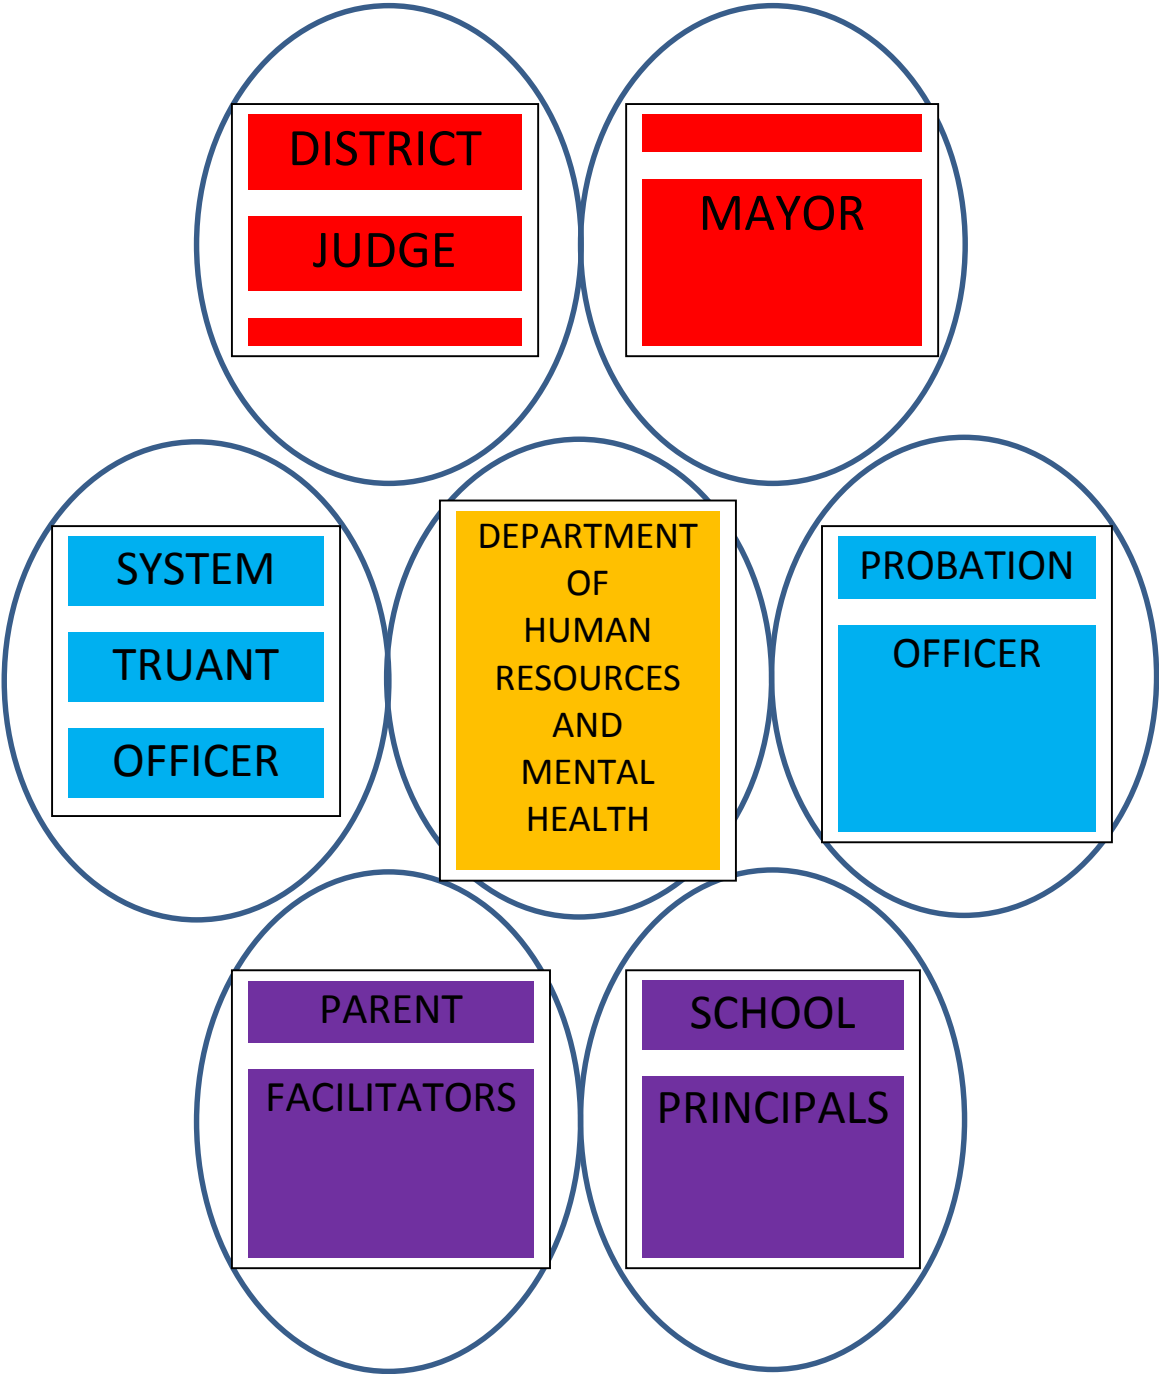 DISTRICT
JUDGE
MAYOR
SYSTEM
TRUANT
OFFICER
DEPARTMENT
OF
HUMAN
RESOURCES
AND
MENTAL
HEALTH
PROBATION
OFFICER
PARENT
FACILITATORS
SCHOOL
PRINCIPALS